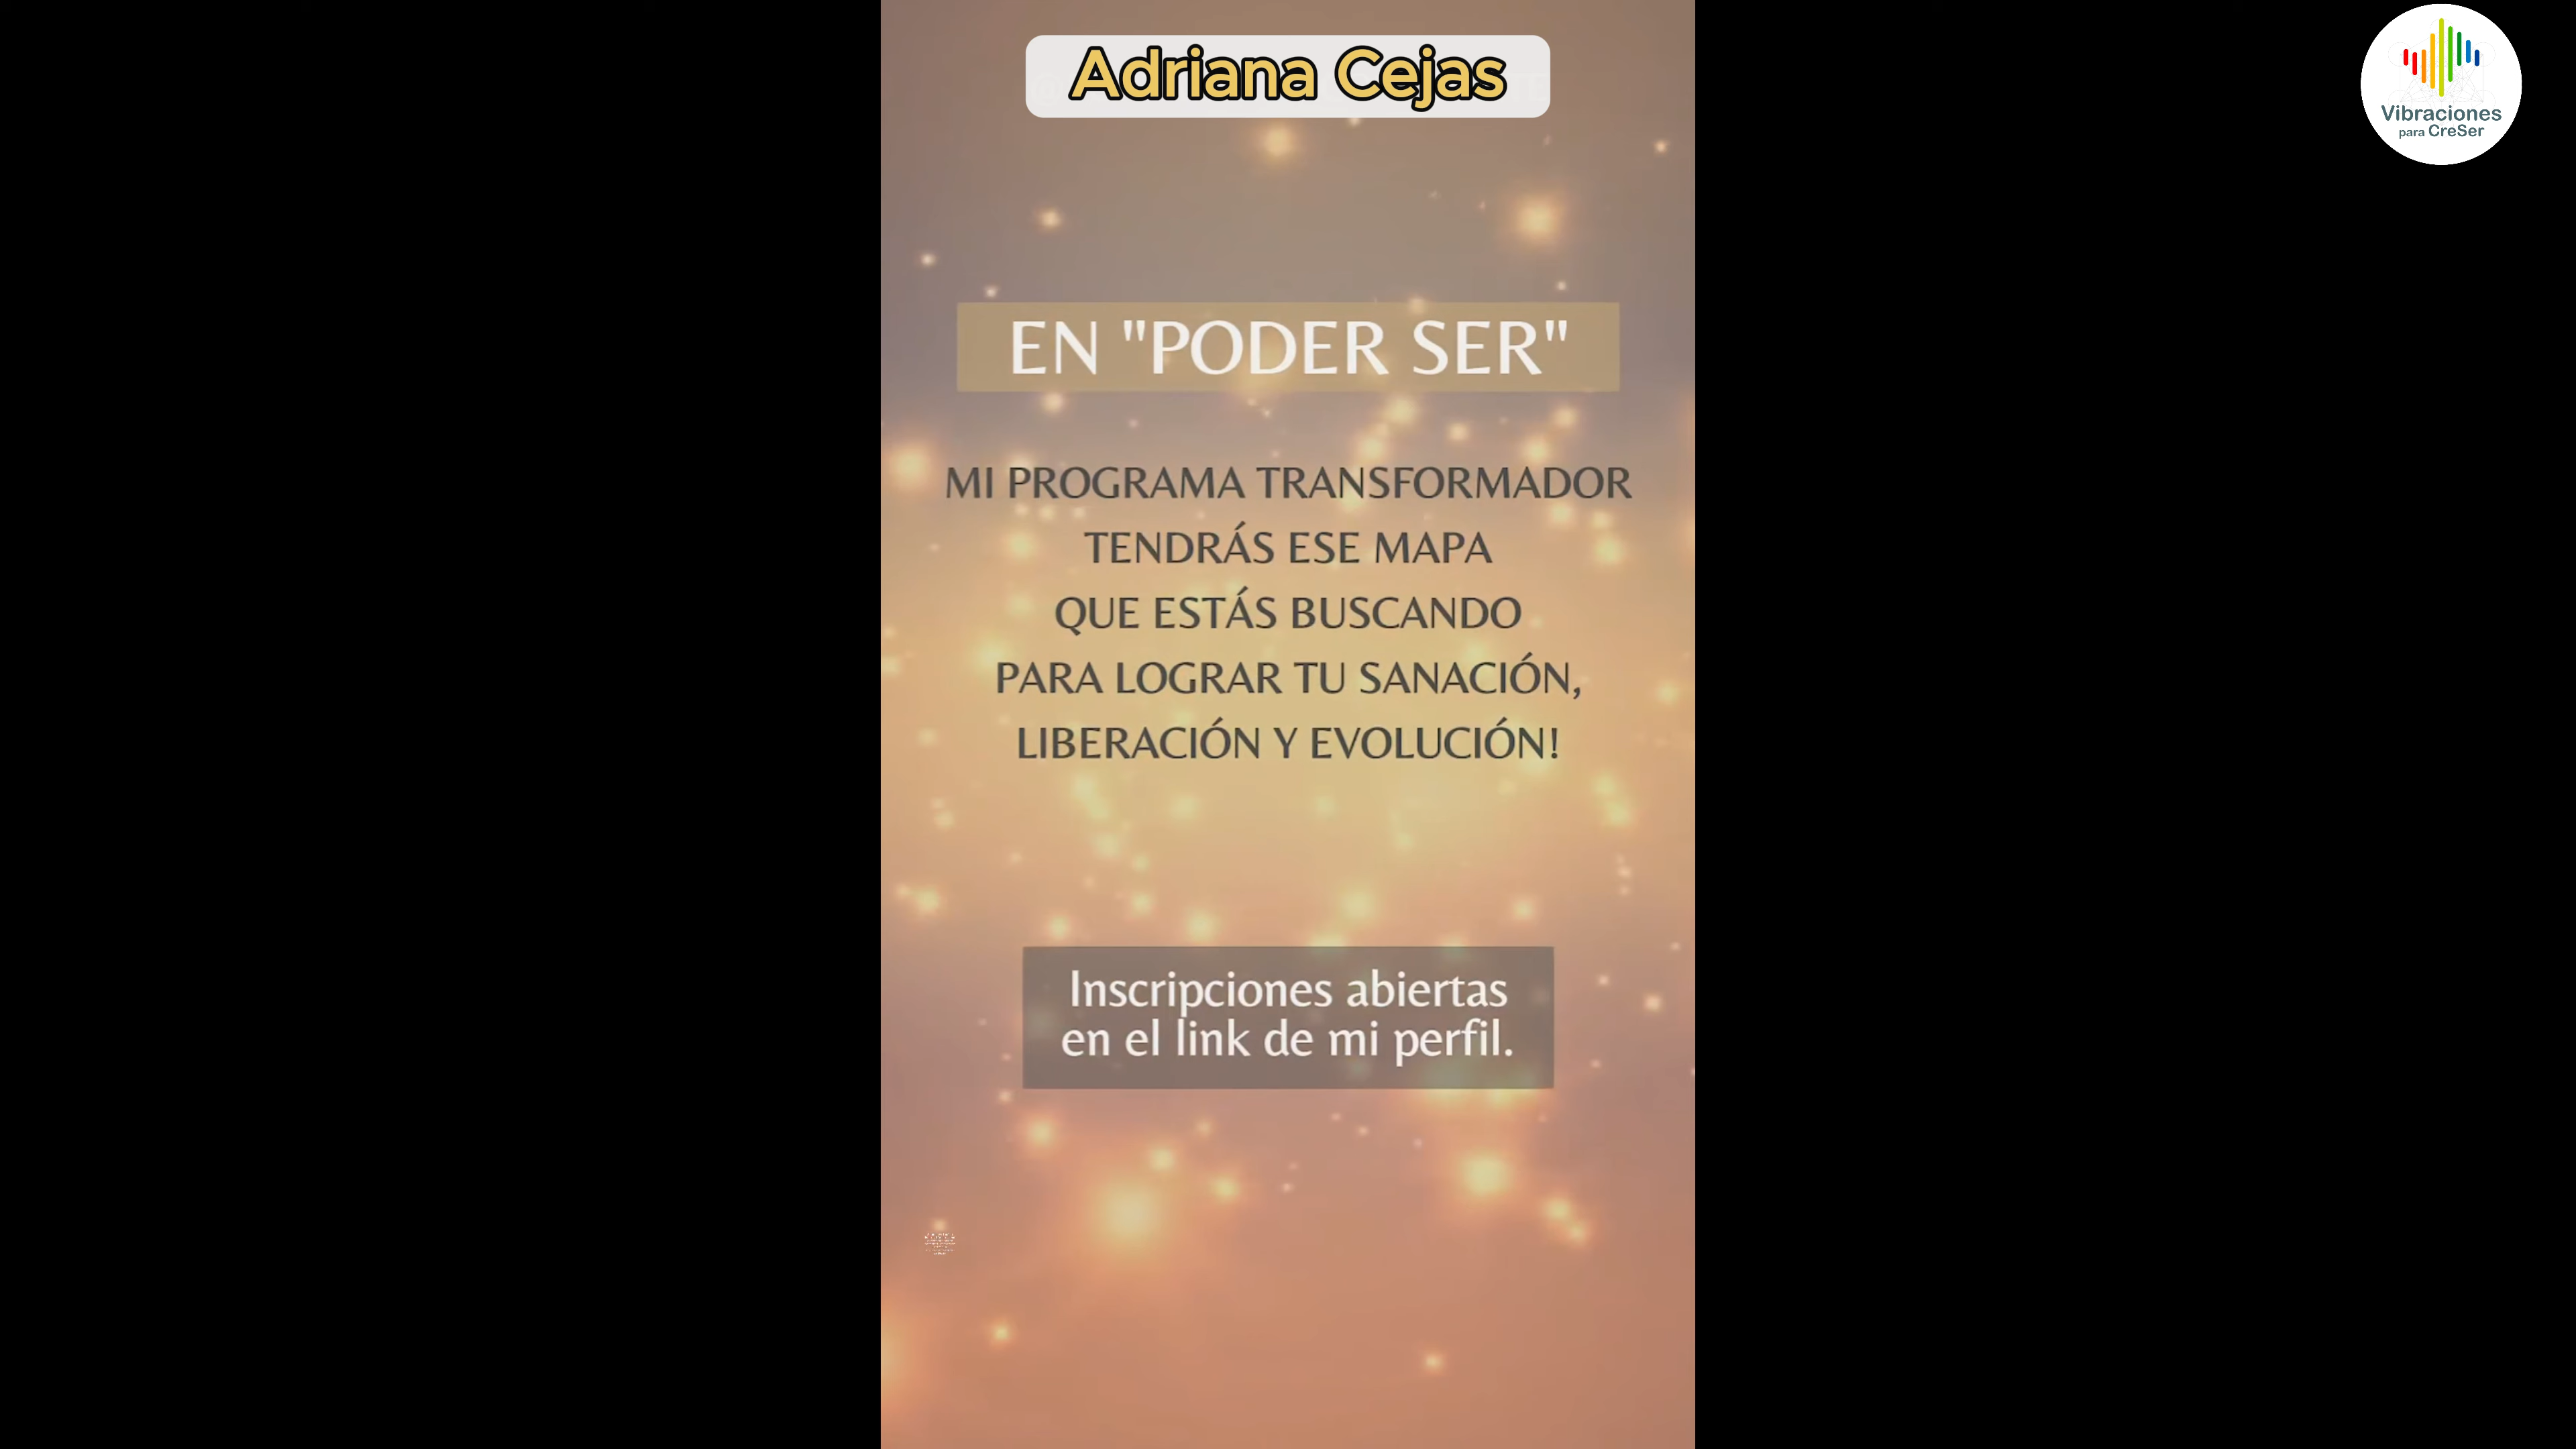 Adriana Cejas
Vibraciones
para CreSer
EN "PODER SER"
MI PROGRAMA TRANSFORMADOR
TENDRÁS ESE MAPA
QUE ESTÁS BUSCANDO
PARA LOGRAR TU SANACIÓN,
LIBERACIÓN Y EVOLUCIÓN!
Inscripciones abiertas
en el link de mi perfil.